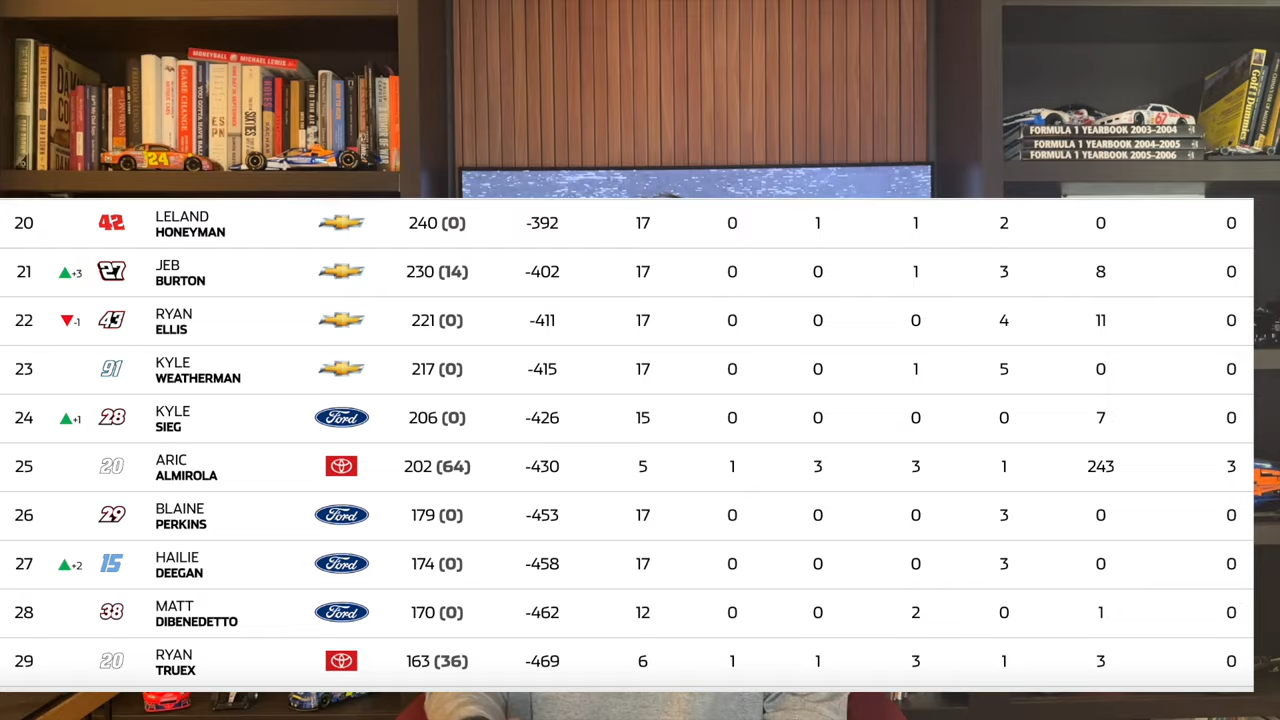 MONEYBALL MICHAEL LEWIS
GAME CHANGE
24
67
FORMULA 1 YEARBOOK 2003-2004
FORMULA 1 YEARBOOK 2004-2005
FORMULA 1 YEARBOOK 2005-2006
20 42 LELAND HONEYMAN 240 (0) -392 17 0 1 1 2 0 0
21 +3 27 JEB BURTON 230 (14) -402 17 0 0 1 3 8 0
22 -1 43 RYAN ELLIS 221 (0) -411 17 0 0 0 4 11 0
23 91 KYLE WEATHERMAN 217 (0) -415 17 0 0 1 5 0 0
24 +1 28 KYLE SIEG Ford 206 (0) -426 15 0 0 0 0 7 0
25 20 ARIC ALMIROLA 202 (64) -430 5 1 3 3 1 243 3
26 29 BLAINE PERKINS Ford 179 (0) -453 17 0 0 0 3 0 0
27 +2 15 HAILIE DEEGAN Ford 174 (0) -458 17 0 0 0 3 0 0
28 38 MATT DIBENEDETTO Ford 170 (0) -462 12 0 0 2 0 1 0
29 20 RYAN TRUEX 163 (36) -469 6 1 1 3 1 3 0